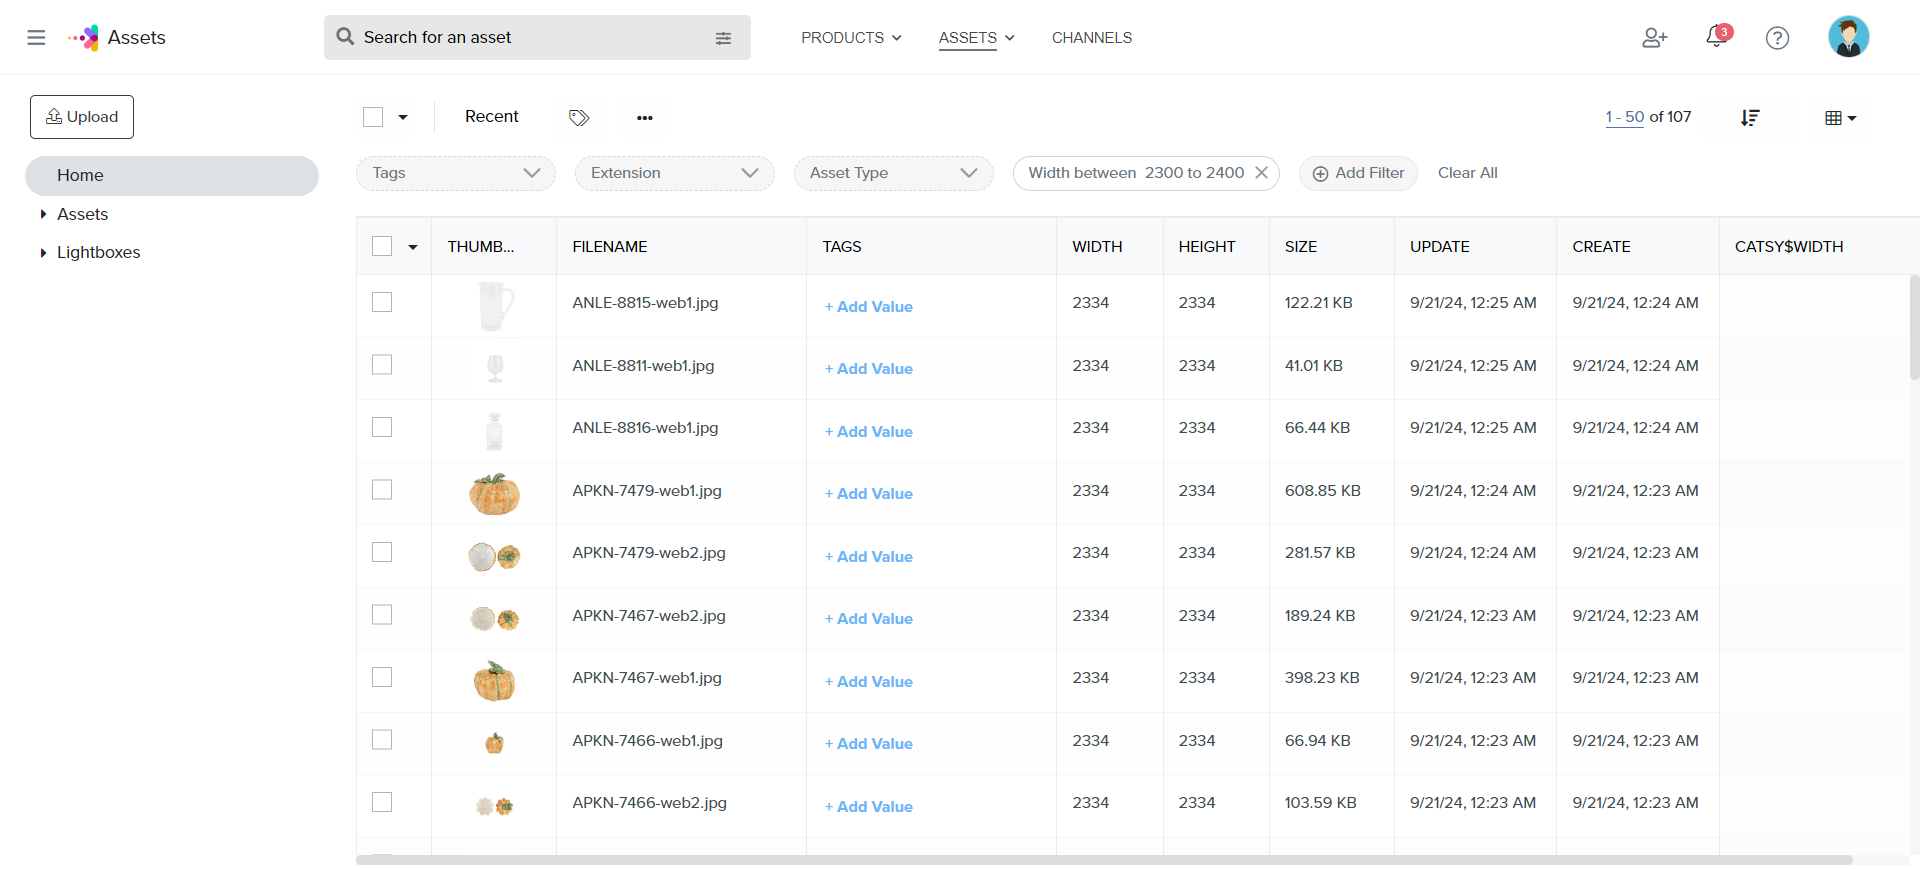 Assets
Search for an asset
PRODUCTS
ASSETS
CHANNELS
3
Upload
Recent
1 - 50 of 107
Home
Assets
Lightboxes
Tags
Extension
Asset Type
Width between 2300 to 2400
Add Filter
Clear All
THUMB... FILENAME TAGS WIDTH HEIGHT SIZE UPDATE CREATE CATSY$WIDTH
ANLE-8815-web1.jpg + Add Value 2334 2334 122.21 KB 9/21/24, 12:25 AM 9/21/24, 12:24 AM
ANLE-8811-web1.jpg + Add Value 2334 2334 41.01 KB 9/21/24, 12:25 AM 9/21/24, 12:24 AM
ANLE-8816-web1.jpg + Add Value 2334 2334 66.44 KB 9/21/24, 12:25 AM 9/21/24, 12:24 AM
APKN-7479-web1.jpg + Add Value 2334 2334 608.85 KB 9/21/24, 12:24 AM 9/21/24, 12:23 AM
APKN-7479-web2.jpg + Add Value 2334 2334 281.57 KB 9/21/24, 12:24 AM 9/21/24, 12:23 AM
APKN-7467-web2.jpg + Add Value 2334 2334 189.24 KB 9/21/24, 12:23 AM 9/21/24, 12:23 AM
APKN-7467-web1.jpg + Add Value 2334 2334 398.23 KB 9/21/24, 12:23 AM 9/21/24, 12:23 AM
APKN-7466-web1.jpg + Add Value 2334 2334 66.94 KB 9/21/24, 12:23 AM 9/21/24, 12:23 AM
APKN-7466-web2.jpg + Add Value 2334 2334 103.59 KB 9/21/24, 12:23 AM 9/21/24, 12:23 AM